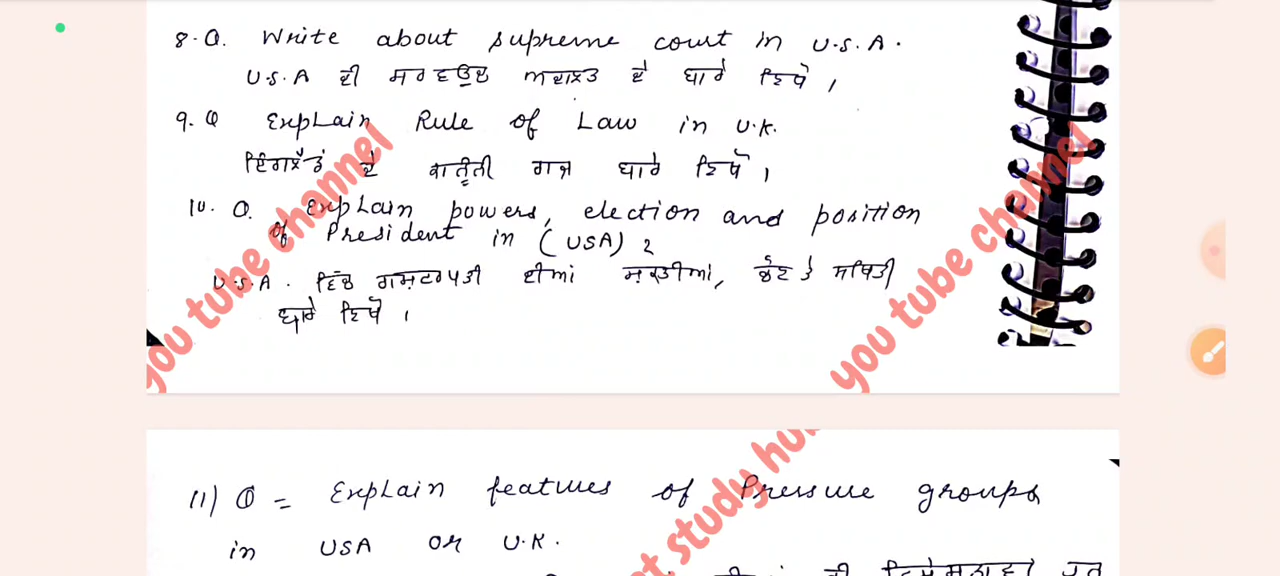 8. Q. Write about supreme court in U.S.A.
U.S.A ਦੀ ਸਰਵਉਚ ਅਦਾਲਤ ਦੇ ਬਾਰੇ ਲਿਖੋ ।
9. Q Explain Rule of Law in U.K.
ਇੰਗਲੈਂਡ ਦੇ ਕਾਨੂੰਨੀ ਰਾਜ ਬਾਰੇ ਲਿਖੋ ।
10. Q. Explain powers, election and position
of President in (USA) ?
U.S.A. ਵਿੱਚ ਰਾਸ਼ਟਰਪਤੀ ਦੀਆਂ ਸ਼ਕਤੀਆਂ, ਚੋਣ ਤੇ ਸਥਿਤੀ
ਬਾਰੇ ਲਿਖੋ ।
you tube channel
you tube channel
11) Q = Explain features of Pressure groups
in USA or U.K.
study